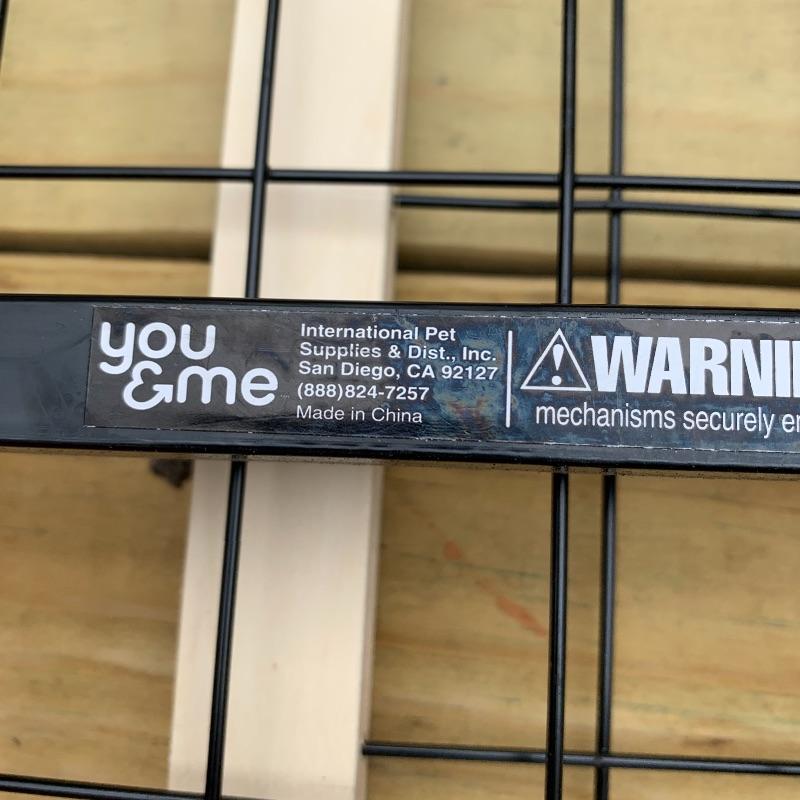 you
&me
International Pet
Supplies & Dist., Inc.
San Diego, CA 92127
(888)824-7257
Made in China
WARNI
mechanisms securely